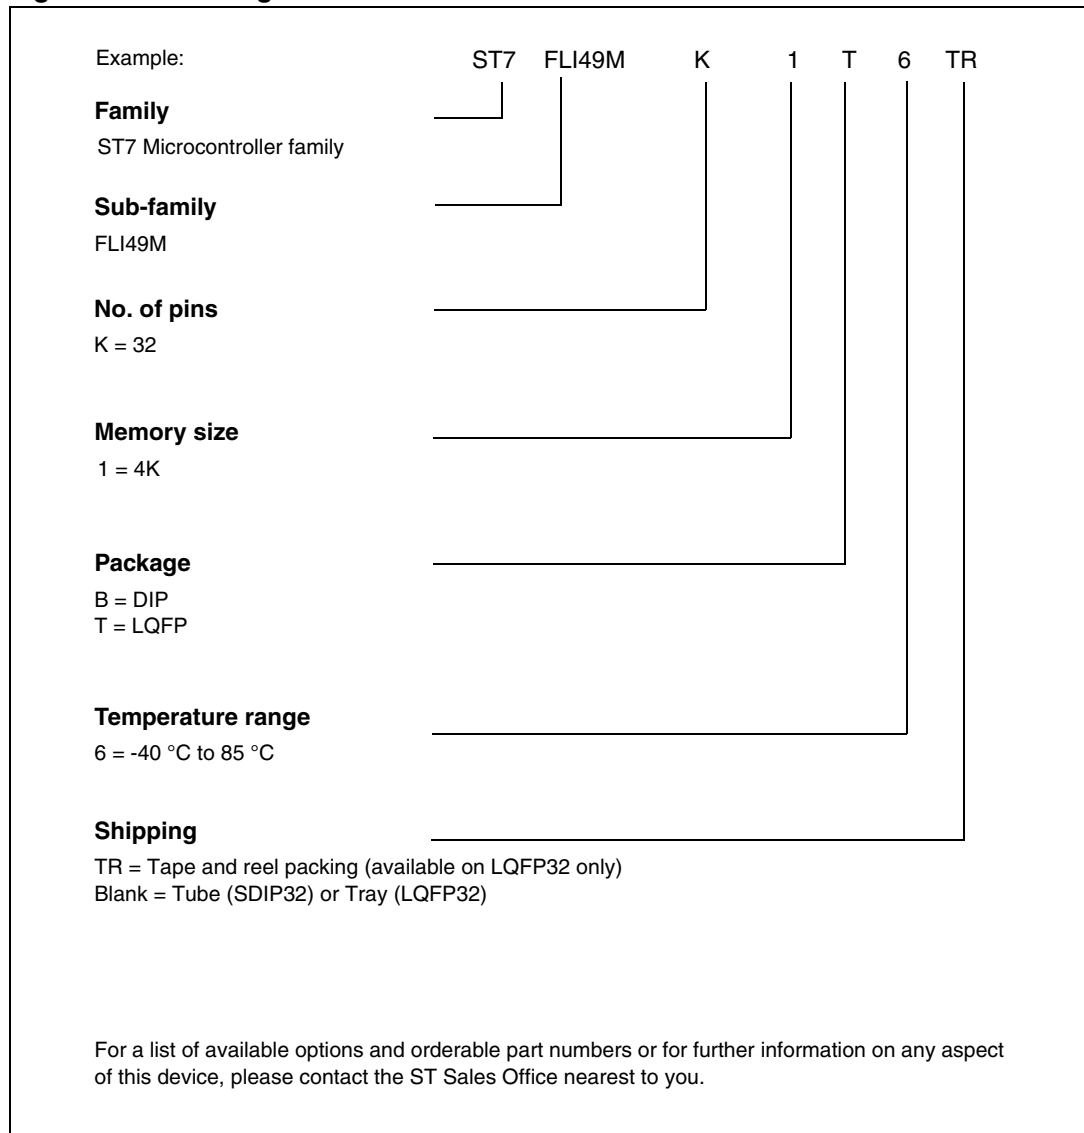 Example: ST7 FLI49M K 1 T 6 TR
Family
ST7 Microcontroller family
Sub-family
FLI49M
No. of pins
K = 32
Memory size
1 = 4K
Package
B = DIP
T = LQFP
Temperature range
6 = -40 °C to 85 °C
Shipping
TR = Tape and reel packing (available on LQFP32 only)
Blank = Tube (SDIP32) or Tray (LQFP32)
For a list of available options and orderable part numbers or for further information on any aspect
of this device, please contact the ST Sales Office nearest to you.